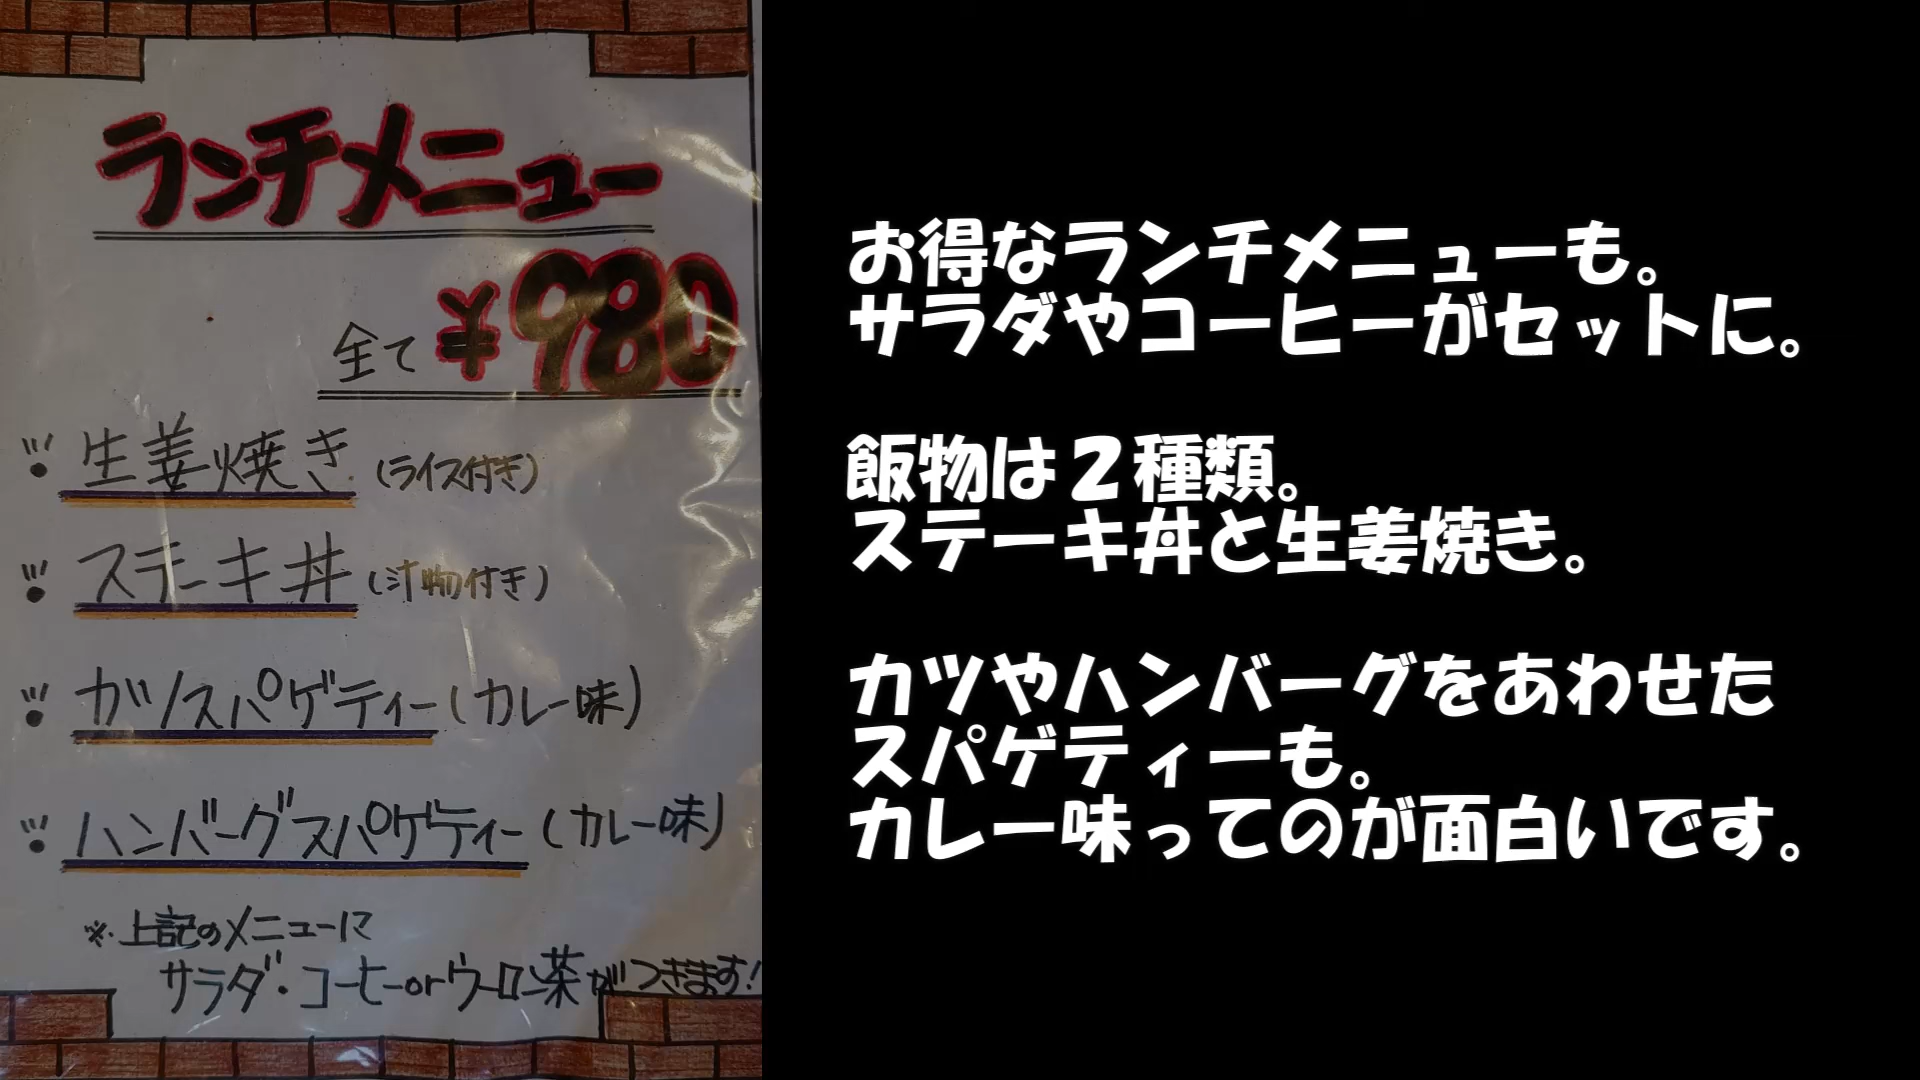 ランチメニュー
全て ¥980
生姜焼き (ライス付き)
ステーキ丼 (汁物付き)
カツスパゲティー (カレー味)
ハンバーグスパゲティー (カレー味)
※上記のメニューに
サラダ・コーヒーorウーロン茶がつきます!
お得なランチメニューも。
サラダやコーヒーがセットに。
飯物は2種類。
ステーキ丼と生姜焼き。
カツやハンバーグをあわせた
スパゲティーも。
カレー味ってのが面白いです。